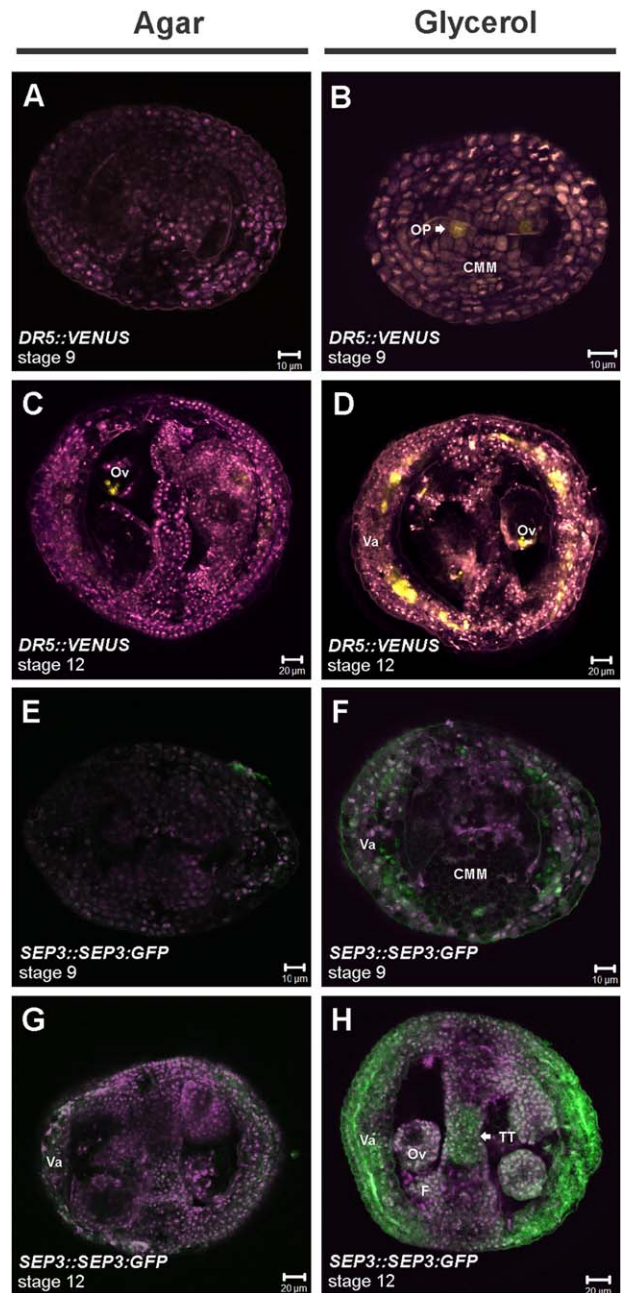 Agar
Glycerol
A
OP
CMM
B
DR5::VENUS
stage 9
10 µm
DR5::VENUS
stage 9
10 µm
C
Ov
DR5::VENUS
stage 12
20 µm
D
Va
Ov
DR5::VENUS
stage 12
20 µm
E
SEP3::SEP3:GFP
stage 9
10 µm
F
Va
CMM
SEP3::SEP3:GFP
stage 9
10 µm
G
Va
SEP3::SEP3:GFP
stage 12
20 µm
H
Va
Ov
TT
F
SEP3::SEP3:GFP
stage 12
20 µm